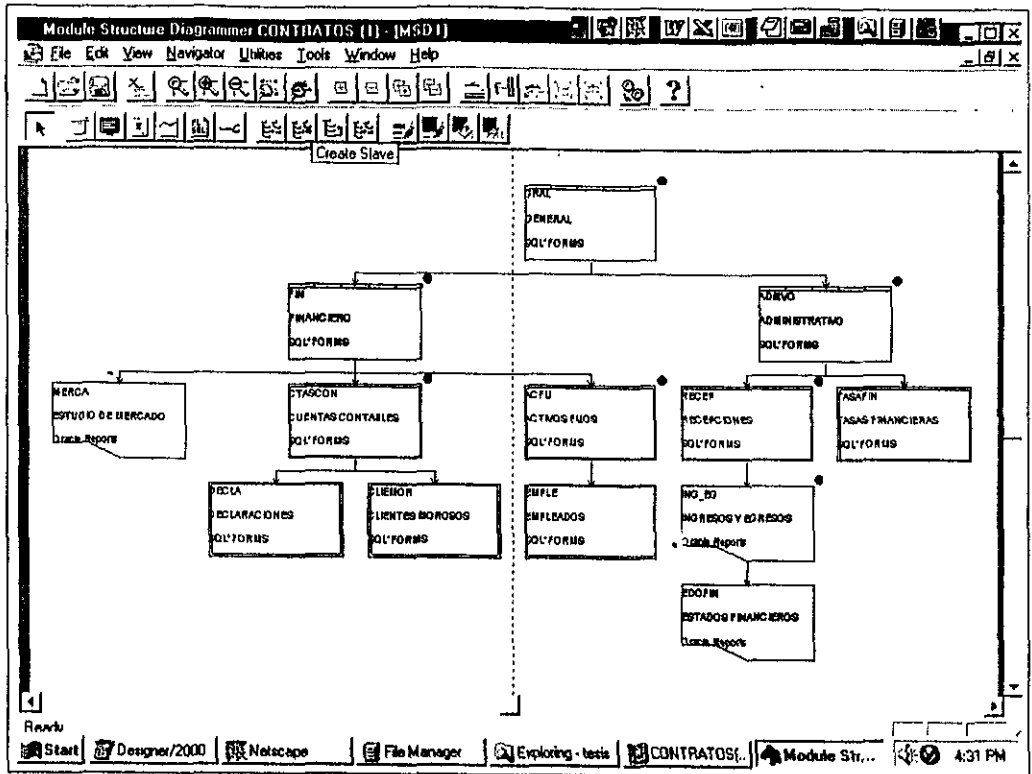 Module Structure Diagrammer CONTRATOS (1) - [MSD1]
File Edit View Navigator Utilities Tools Window Help
Create Slave
GENERAL
SQL*FORMS
FIN
FINANCIERO
SQL*FORMS
ADMVO
ADMINISTRATIVO
SQL*FORMS
MERCA
ESTUDIO DE MERCADO
Oracle Reports
CTASCON
CUENTAS CONTABLES
SQL*FORMS
ACFIJ
ACTIVOS FIJOS
SQL*FORMS
RECEP
RECEPCIONES
SQL*FORMS
TASAFIN
TASAS FINANCIERAS
SQL*FORMS
DECLA
DECLARACIONES
SQL*FORMS
CLIEMOR
CLIENTES MOROSOS
SQL*FORMS
EMPLE
EMPLEADOS
SQL*FORMS
ING_EG
INGRESOS Y EGRESOS
Oracle Reports
EDOFIN
ESTADOS FINANCIEROS
Oracle Reports
Ready
Start Designer/2000 Netscape File Manager Exploring - tesis CONTRATOS(.. Module Str... 4:31 PM